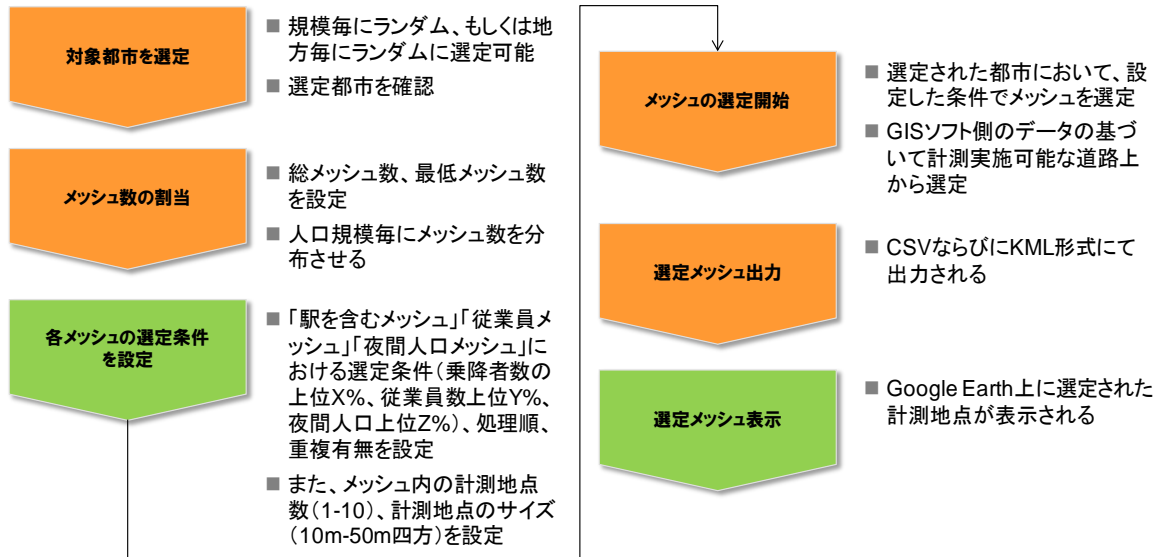 対象都市を選定
■ 規模毎にランダム、もしくは地
方毎にランダムに選定可能
■ 選定都市を確認
メッシュ数の割当
■ 総メッシュ数、最低メッシュ数
を設定
■ 人口規模毎にメッシュ数を分
布させる
各メッシュの選定条件
を設定
■ 「駅を含むメッシュ」「従業員メ
ッシュ」「夜間人口メッシュ」に
おける選定条件(乗降者数の
上位X%、従業員数上位Y%、
夜間人口上位Z%)、処理順、
重複有無を設定
■ また、メッシュ内の計測地点
数(1-10)、計測地点のサイズ
(10m-50m四方)を設定
メッシュの選定開始
■ 選定された都市において、設
定した条件でメッシュを選定
■ GISソフト側のデータの基づ
いて計測実施可能な道路上
から選定
選定メッシュ出力
■ CSVならびにKML形式にて
出力される
選定メッシュ表示
■ Google Earth上に選定された
計測地点が表示される